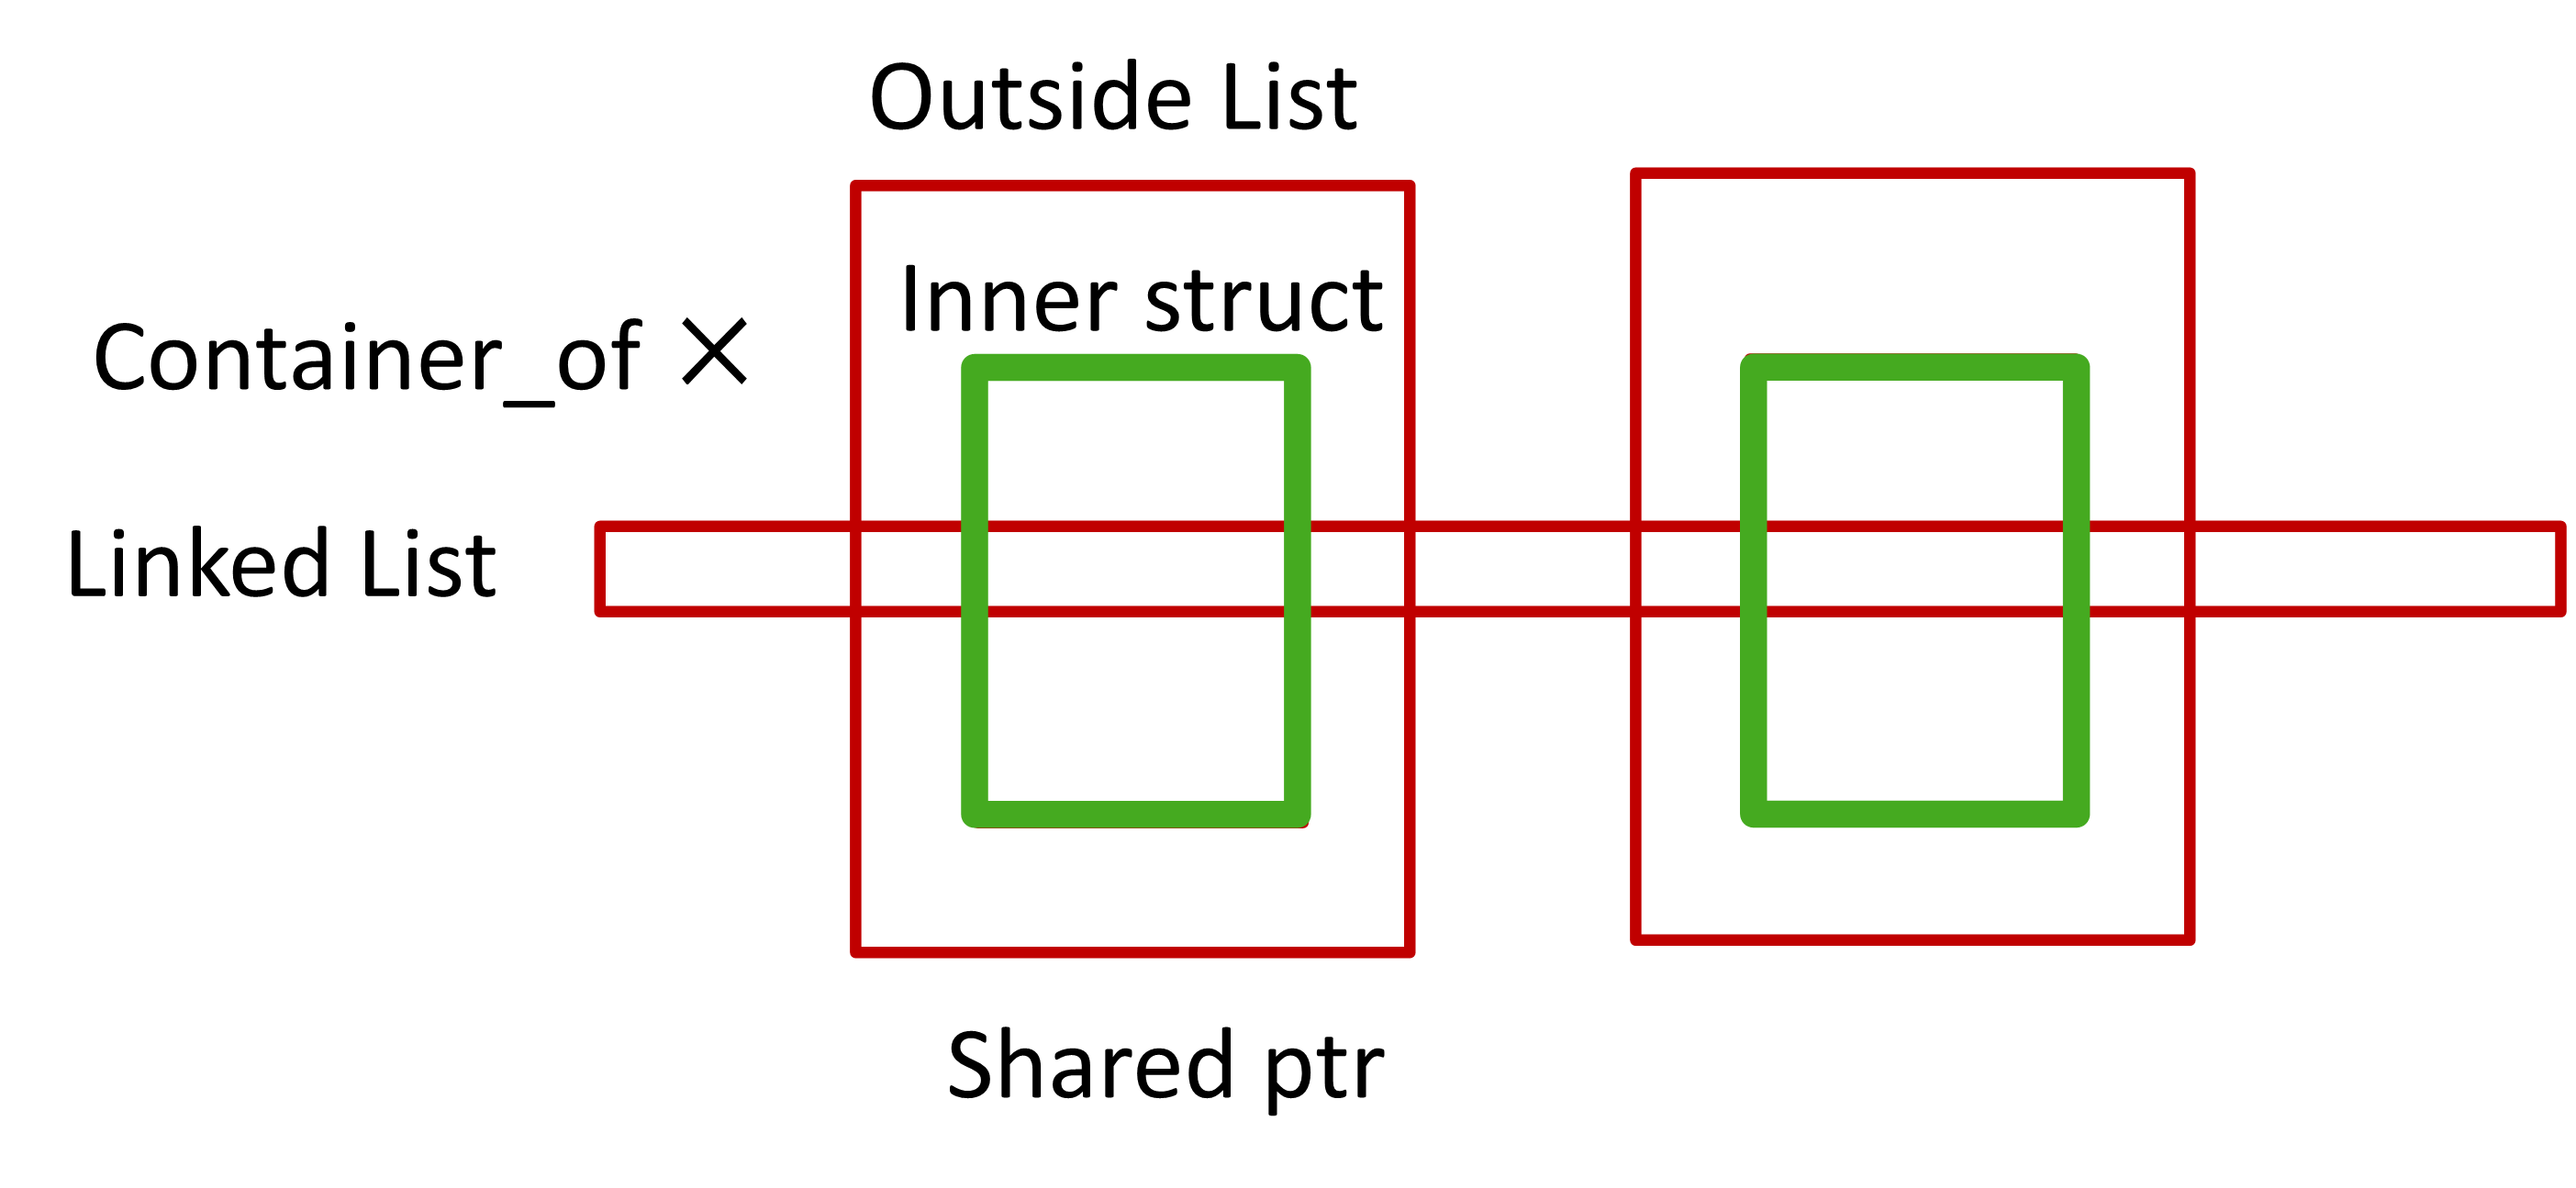 Outside List
Inner struct
Container_of ×
Linked List
Shared ptr